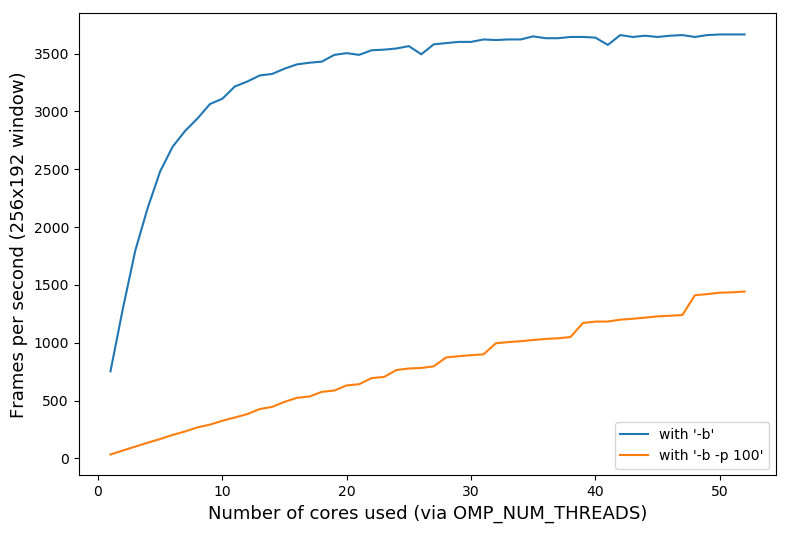 Frames per second (256x192 window)
3500
3000
2500
2000
1500
1000
500
0
0 10 20 30 40 50
Number of cores used (via OMP_NUM_THREADS)
with '-b'
with '-b -p 100'